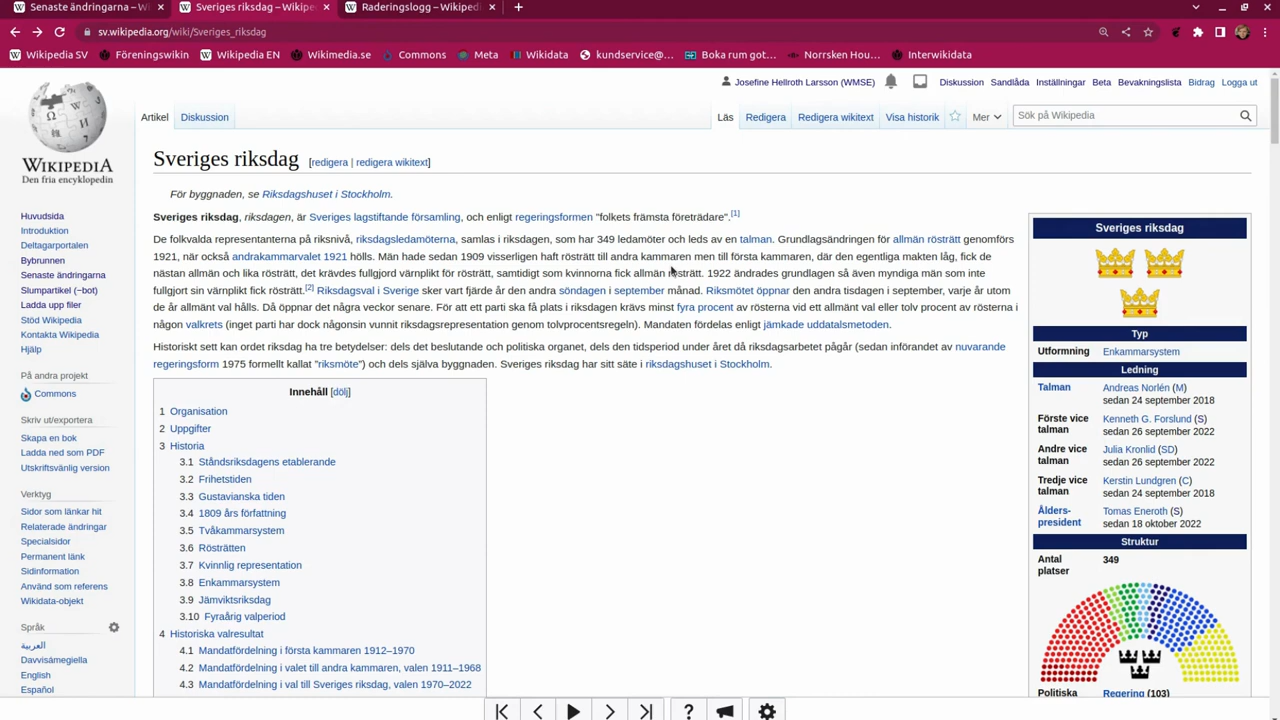 Senaste ändringarna – W
Sveriges riksdag – Wikipe
Raderingslogg – Wikipedi
sv.wikipedia.org/wiki/Sveriges_riksdag
Wikipedia SV
Föreningswikin
Wikipedia EN
Wikimedia.se
Commons
Meta
Wikidata
kundservice@...
Boka rum got...
Norrsken Hou...
Interwikidata
Josefine Hellroth Larsson (WMSE)
Diskussion
Sandlåda
Inställningar
Beta
Bevakningslista
Bidrag
Logga ut
Artikel
Diskussion
Läs
Redigera
Redigera wikitext
Visa historik
Mer
Sök på Wikipedia
WIKIPEDIA
Den fria encyklopedin
Huvudsida
Introduktion
Deltagarportalen
Bybrunnen
Senaste ändringarna
Slumpartikel (−bot)
Ladda upp filer
Stöd Wikipedia
Kontakta Wikipedia
Hjälp
På andra projekt
Commons
Skriv ut/exportera
Skapa en bok
Ladda ned som PDF
Utskriftsvänlig version
Verktyg
Sidor som länkar hit
Relaterade ändringar
Specialsidor
Permanent länk
Sidinformation
Använd som referens
Wikidata-objekt
Språk
العربية
Davvisámegiella
English
Español
Sveriges riksdag [redigera | redigera wikitext]
För byggnaden, se Riksdagshuset i Stockholm.
Sveriges riksdag, riksdagen, är Sveriges lagstiftande församling, och enligt regeringsformen "folkets främsta företrädare".[1]
De folkvalda representanterna på riksnivå, riksdagsledamöterna, samlas i riksdagen, som har 349 ledamöter och leds av en talman. Grundlagsändringen för allmän rösträtt genomförs
1921, när också andrakammarvalet 1921 hölls. Män hade sedan 1909 visserligen haft rösträtt till andra kammaren men till första kammaren, där den egentliga makten låg, fick de
nästan allmän och lika rösträtt, det krävdes fullgjord värnplikt för rösträtt, samtidigt som kvinnorna fick allmän rösträtt. 1922 ändrades grundlagen så även myndiga män som inte
fullgjort sin värnplikt fick rösträtt.[2] Riksdagsval i Sverige sker vart fjärde år den andra söndagen i september månad. Riksmötet öppnar den andra tisdagen i september, varje år utom
de år allmänt val hålls. Då öppnar det några veckor senare. För att ett parti ska få plats i riksdagen krävs minst fyra procent av rösterna vid ett allmänt val eller tolv procent av rösterna i
någon valkrets (inget parti har dock någonsin vunnit riksdagsrepresentation genom tolvprocentsregeln). Mandaten fördelas enligt jämkade uddatalsmetoden.
Historiskt sett kan ordet riksdag ha tre betydelser: dels det beslutande och politiska organet, dels den tidsperiod under året då riksdagsarbetet pågår (sedan införandet av nuvarande
regeringsform 1975 formellt kallat "riksmöte") och dels själva byggnaden. Sveriges riksdag har sitt säte i riksdagshuset i Stockholm.
Innehåll [dölj]
1 Organisation
2 Uppgifter
3 Historia
3.1 Ståndsriksdagens etablerande
3.2 Frihetstiden
3.3 Gustavianska tiden
3.4 1809 års författning
3.5 Tvåkammarsystem
3.6 Rösträtten
3.7 Kvinnlig representation
3.8 Enkammarsystem
3.9 Jämviktsriksdag
3.10 Fyraårig valperiod
4 Historiska valresultat
4.1 Mandatfördelning i första kammaren 1912–1970
4.2 Mandatfördelning i valet till andra kammaren, valen 1911–1968
4.3 Mandatfördelning i val till Sveriges riksdag, valen 1970–2022
Sveriges riksdag
Typ
Utformning Enkammarsystem
Ledning
Talman Andreas Norlén (M)
sedan 24 september 2018
Förste vice talman Kenneth G. Forslund (S)
sedan 26 september 2022
Andre vice talman Julia Kronlid (SD)
sedan 26 september 2022
Tredje vice talman Kerstin Lundgren (C)
sedan 24 september 2018
Ålders-
president
Tomas Eneroth (S)
sedan 18 oktober 2022
Struktur
Antal platser 349
Politiska Regering (103)